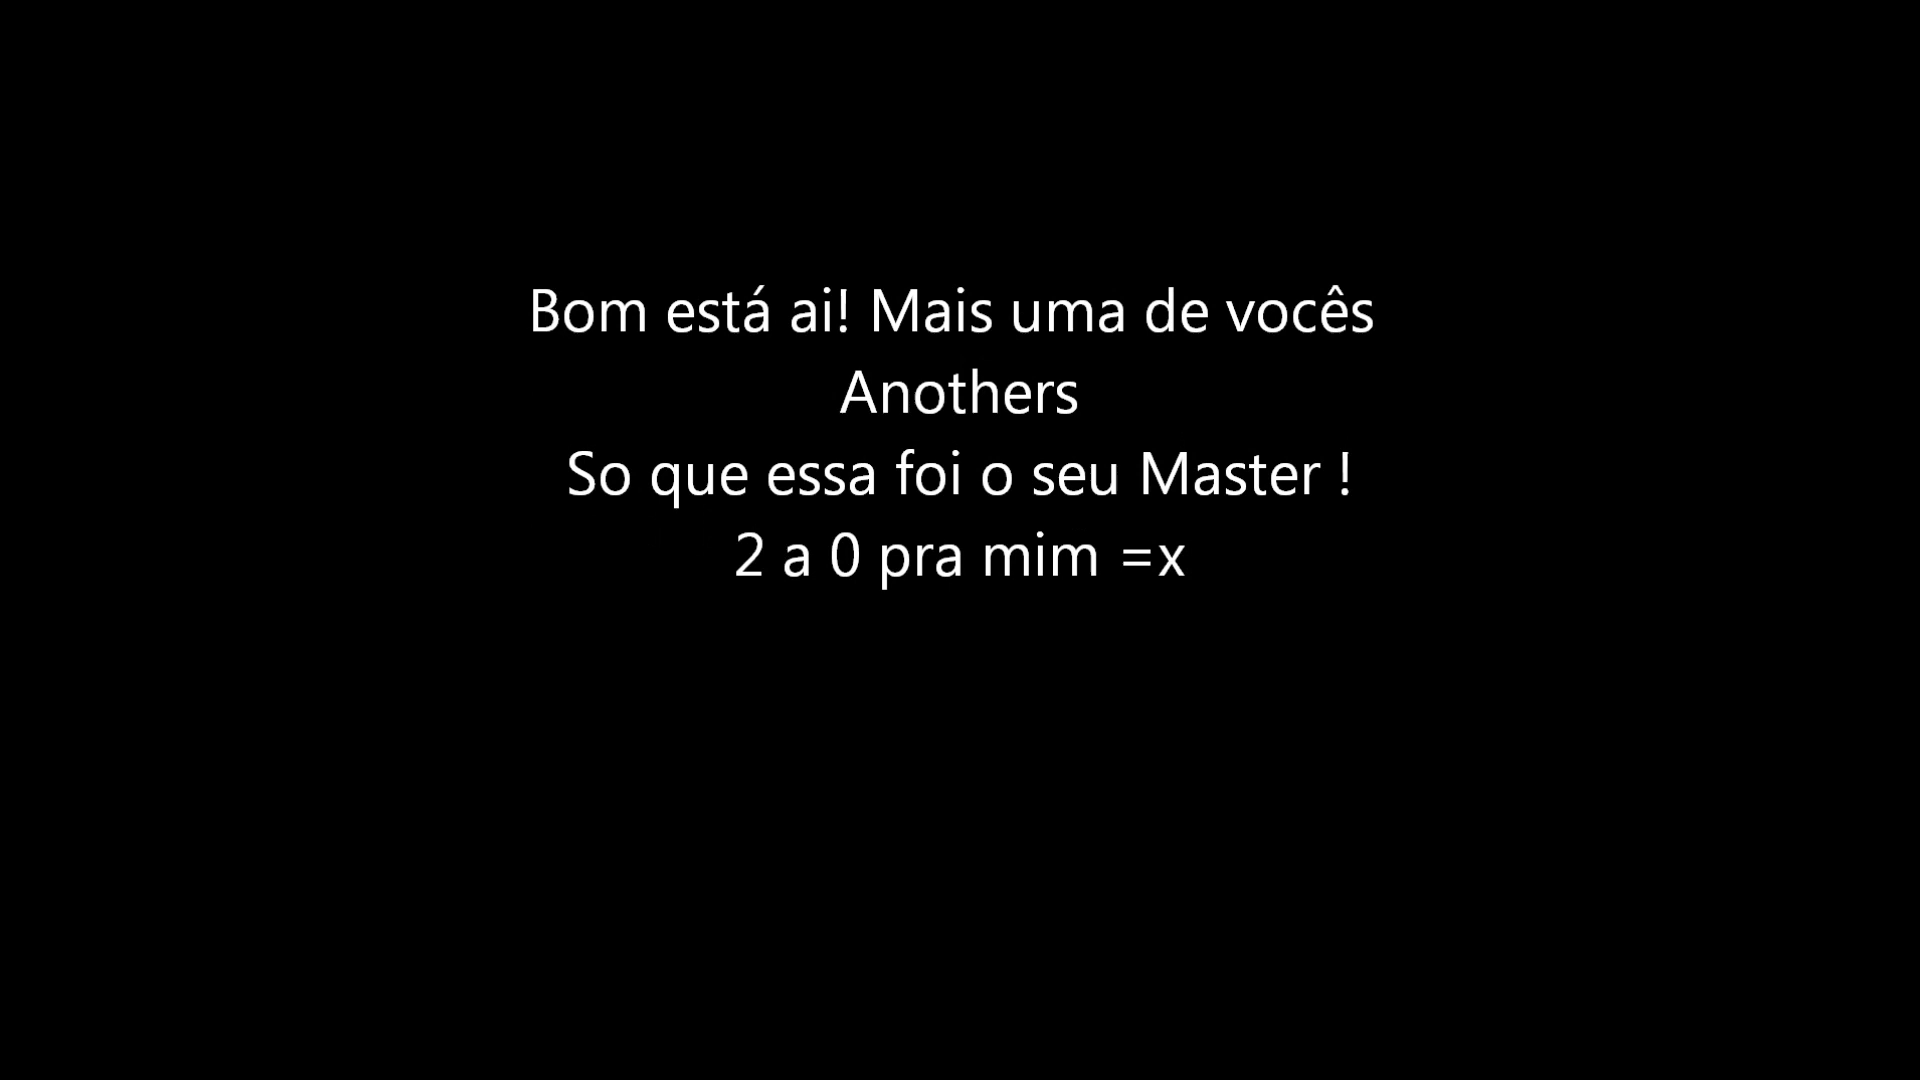 Bom está ai! Mais uma de vocês
Anothers
So que essa foi o seu Master !
2 a 0 pra mim =x